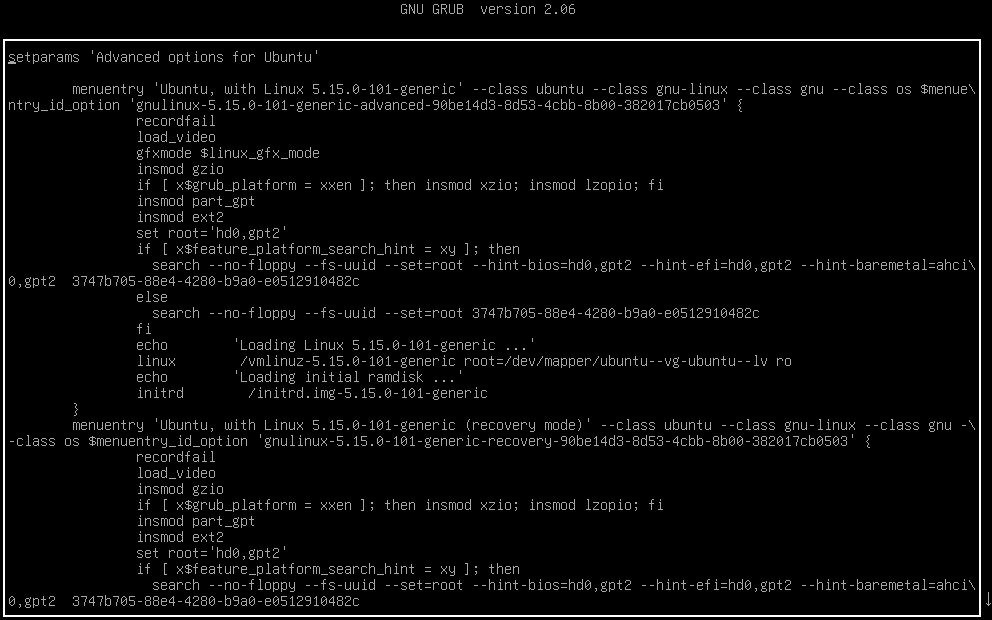 GNU GRUB  version 2.06
setparams 'Advanced options for Ubuntu'
menuentry 'Ubuntu, with Linux 5.15.0-101-generic' --class ubuntu --class gnu-linux --class gnu --class os $menue\
ntry_id_option 'gnulinux-5.15.0-101-generic-advanced-90be14d3-8d53-4cbb-8b00-382017cb0503' {
recordfail
load_video
gfxmode $linux_gfx_mode
insmod gzio
if [ x$grub_platform = xxen ]; then insmod xzio; insmod lzopio; fi
insmod part_gpt
insmod ext2
set root='hd0,gpt2'
if [ x$feature_platform_search_hint = xy ]; then
search --no-floppy --fs-uuid --set=root --hint-bios=hd0,gpt2 --hint-efi=hd0,gpt2 --hint-baremetal=ahci\
0,gpt2  3747b705-88e4-4280-b9a0-e0512910482c
else
search --no-floppy --fs-uuid --set=root 3747b705-88e4-4280-b9a0-e0512910482c
fi
echo        'Loading Linux 5.15.0-101-generic ...'
linux        /vmlinuz-5.15.0-101-generic root=/dev/mapper/ubuntu--vg-ubuntu--lv ro
echo        'Loading initial ramdisk ...'
initrd        /initrd.img-5.15.0-101-generic
}
menuentry 'Ubuntu, with Linux 5.15.0-101-generic (recovery mode)' --class ubuntu --class gnu-linux --class gnu -\
-class os $menuentry_id_option 'gnulinux-5.15.0-101-generic-recovery-90be14d3-8d53-4cbb-8b00-382017cb0503' {
recordfail
load_video
insmod gzio
if [ x$grub_platform = xxen ]; then insmod xzio; insmod lzopio; fi
insmod part_gpt
insmod ext2
set root='hd0,gpt2'
if [ x$feature_platform_search_hint = xy ]; then
search --no-floppy --fs-uuid --set=root --hint-bios=hd0,gpt2 --hint-efi=hd0,gpt2 --hint-baremetal=ahci\
0,gpt2  3747b705-88e4-4280-b9a0-e0512910482c